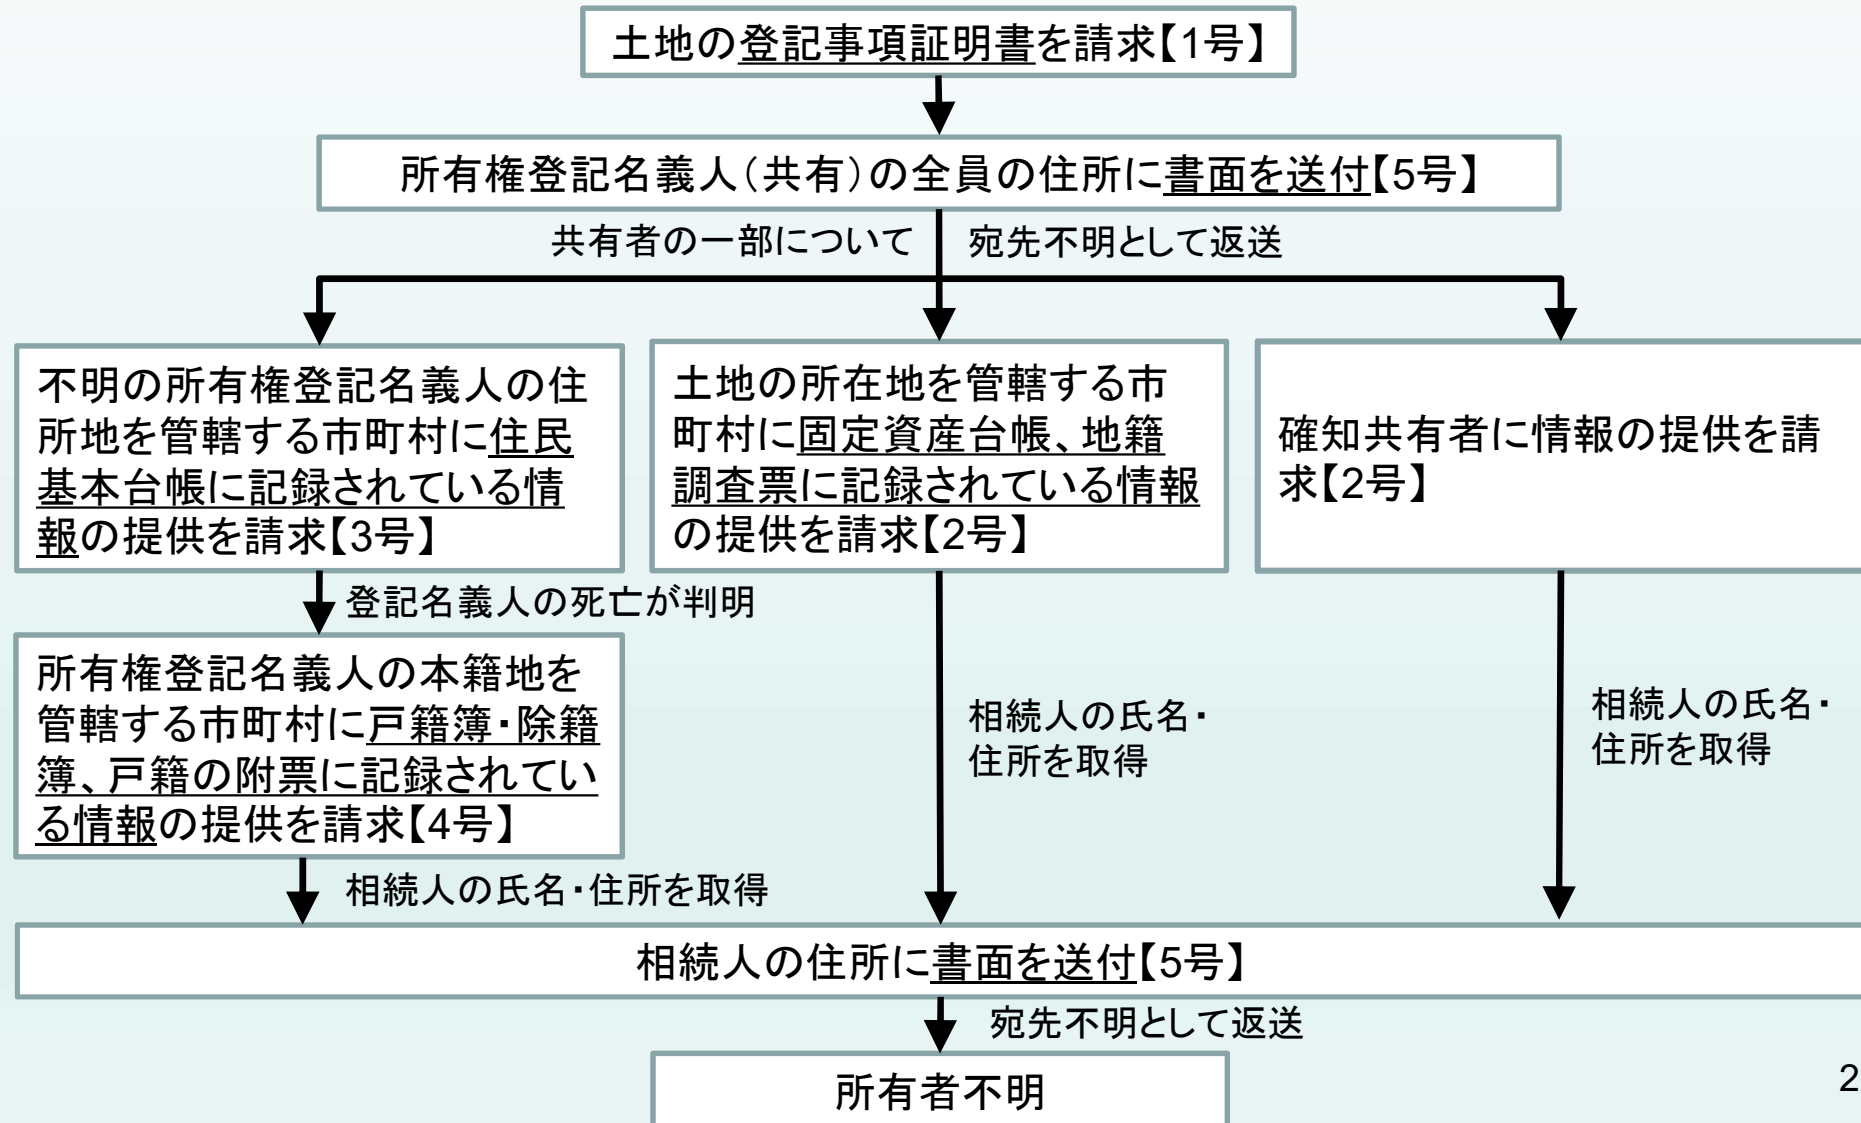 土地の登記事項証明書を請求【1号】
所有権登記名義人（共有）の全員の住所に書面を送付【5号】
共有者の一部について
宛先不明として返送
不明の所有権登記名義人の住
所地を管轄する市町村に住民
基本台帳に記録されている情
報の提供を請求【3号】
土地の所在地を管轄する市
町村に固定資産台帳、地籍
調査票に記録されている情報
の提供を請求【2号】
確知共有者に情報の提供を請
求【2号】
登記名義人の死亡が判明
所有権登記名義人の本籍地を
管轄する市町村に戸籍簿・除籍
簿、戸籍の附票に記録されてい
る情報の提供を請求【4号】
相続人の氏名・住所を取得
相続人の氏名・
住所を取得
相続人の氏名・
住所を取得
相続人の住所に書面を送付【5号】
宛先不明として返送
所有者不明
2